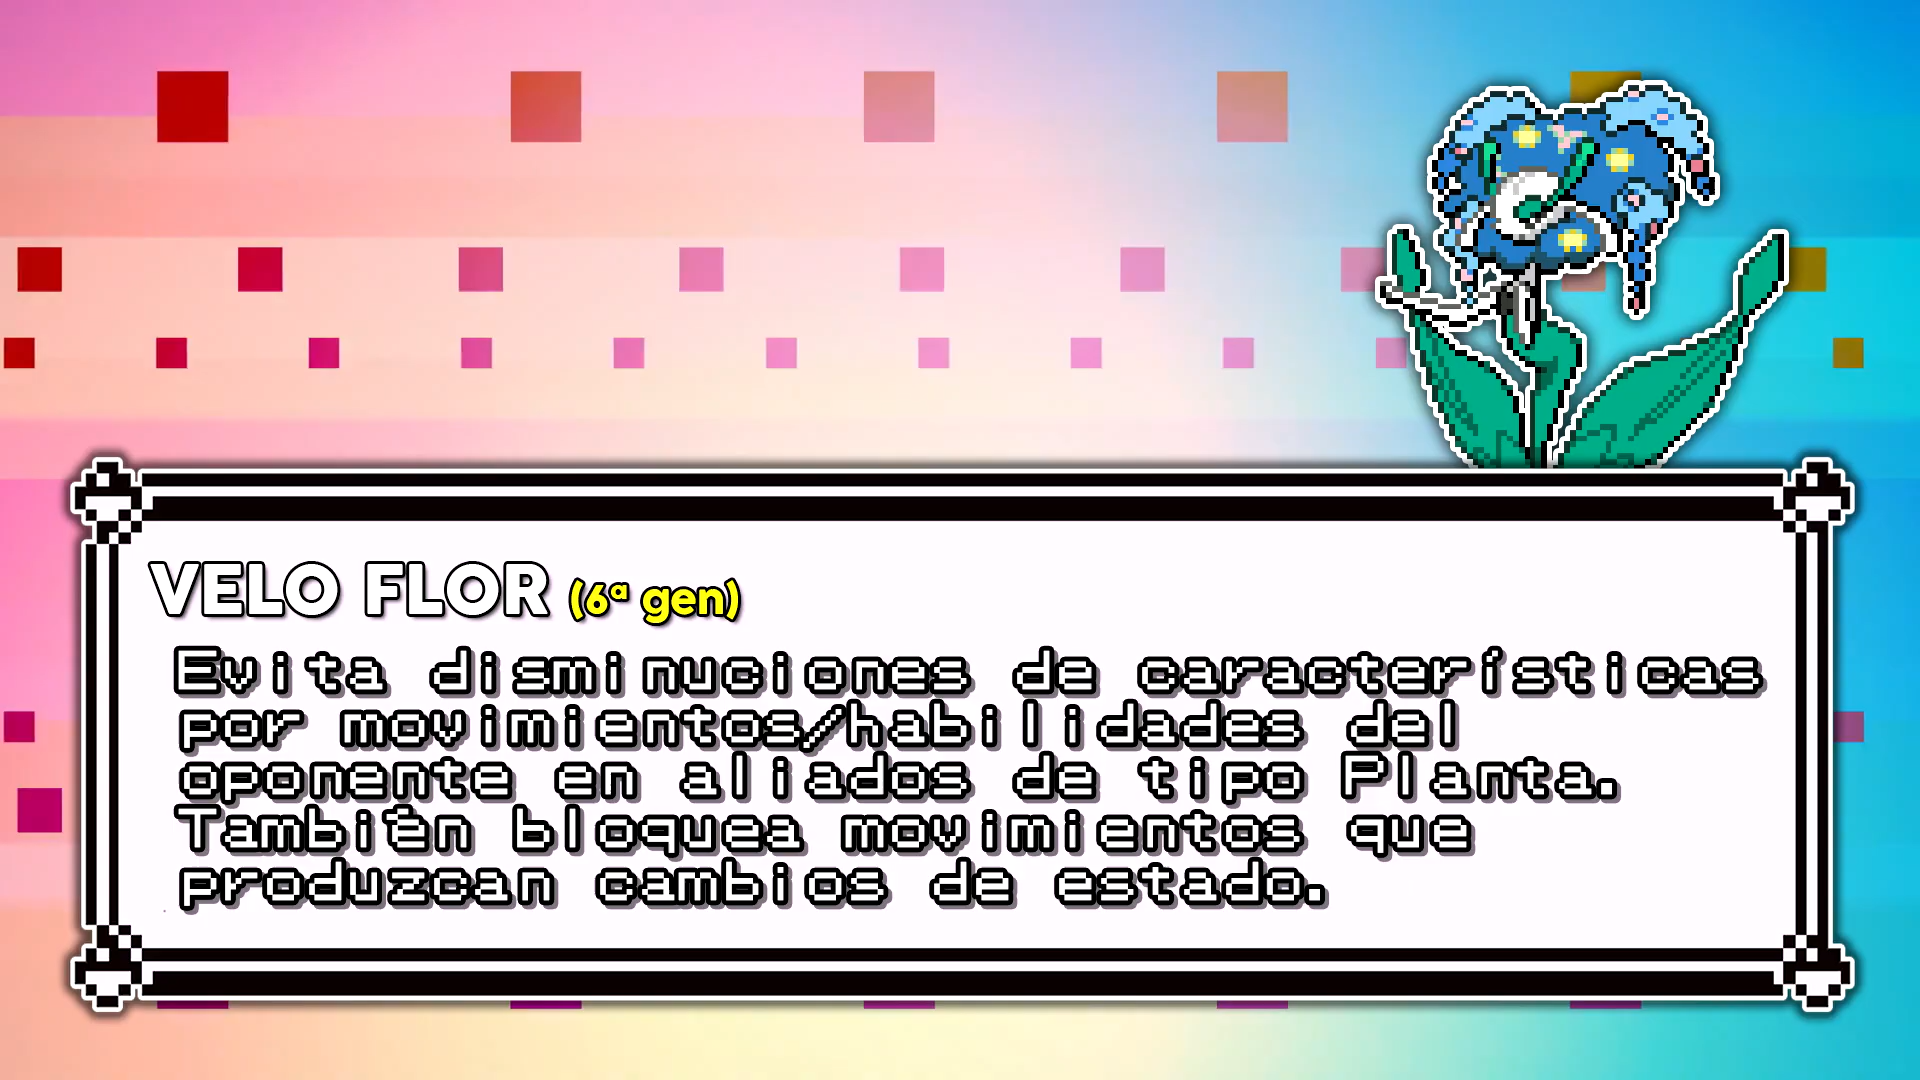 VELO FLOR (6ª gen)
Evita disminuciones de características
por movimientos/habilidades del
oponente en aliados de tipo Planta.
También bloquea movimientos que
produzcan cambios de estado.